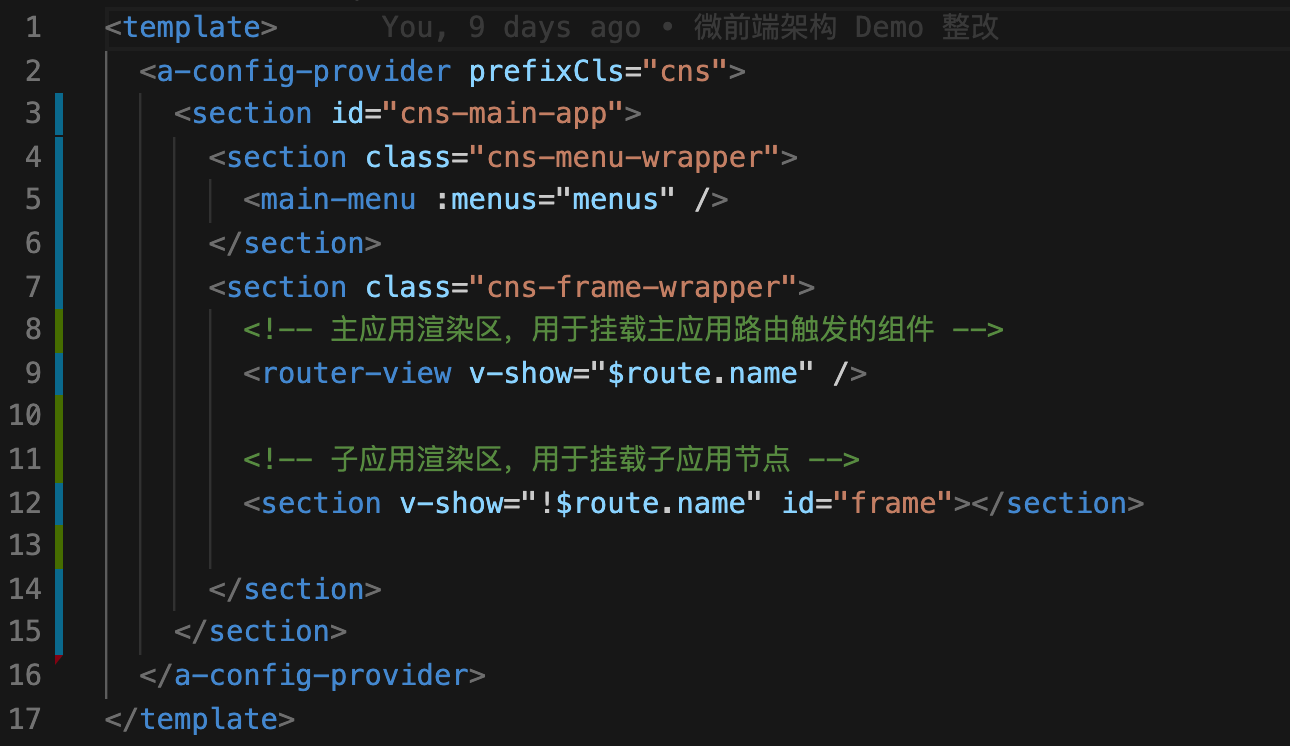 1 <template> You, 9 days ago • 微前端架构 Demo 整改
2 <a-config-provider prefixCls="cns">
3 <section id="cns-main-app">
4 <section class="cns-menu-wrapper">
5 <main-menu :menus="menus" />
6 </section>
7 <section class="cns-frame-wrapper">
8 <!-- 主应用渲染区，用于挂载主应用路由触发的组件 -->
9 <router-view v-show="$route.name" />
10
11 <!-- 子应用渲染区，用于挂载子应用节点 -->
12 <section v-show="!$route.name" id="frame"></section>
13
14 </section>
15 </section>
16 </a-config-provider>
17 </template>